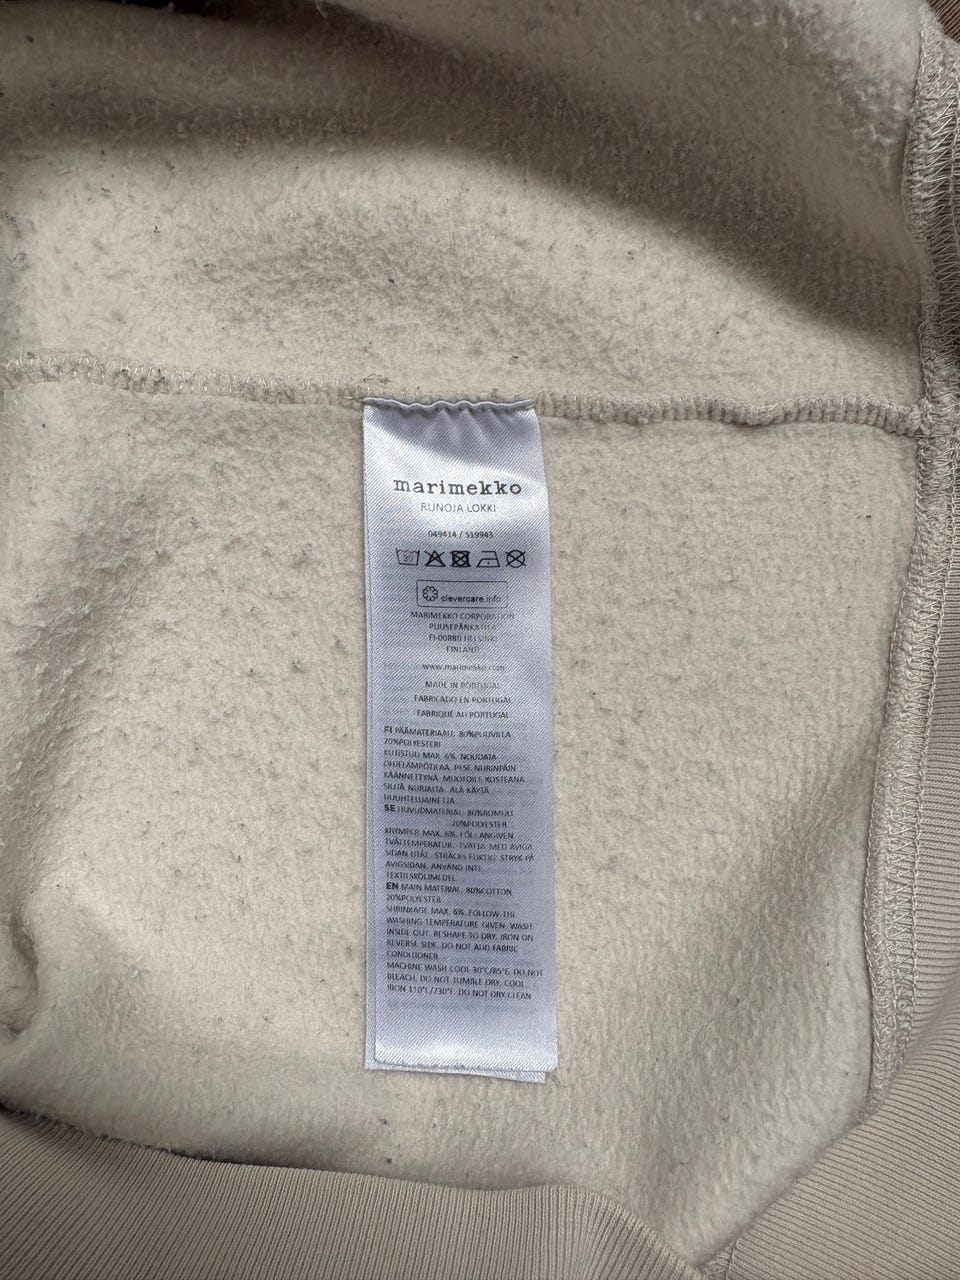 marimekko
RUNOJA LOKKI
049414 / 519943
30
clevercare.info
MARIMEKKO CORPORATION
PUUSEPÄNKATU 4
FI-00880 HELSINKI
FINLAND
www.marimekko.com
MADE IN PORTUGAL
FABRICADO EN PORTUGAL
FABRIQUÉ AU PORTUGAL
FI PÄÄMATERIAALI: 80%PUUVILLA
20%POLYESTERI
KUTISTUU MAX. 6%. NOUDATA
OHJELÄMPÖTILAA. PESE NURINPÄIN
KÄÄNNETTYNÄ. MUOTOILE KOSTEANA.
SILITÄ NURJALTA. ÄLÄ KÄYTÄ
HUUHTELUAINETTA
SE HUVUDMATERIAL: 80%BOMULL
20%POLYESTER
KRYMPER MAX. 6%. FÖLJ ANGIVEN
TVÄTTEMPERATUR. TVÄTTA MED AVIGA
SIDAN UTÅT. STRÄCKS FUKTIG. STRYK PÅ
AVIGSIDAN. ANVÄND INTE
TEXTILSKÖLJMEDEL
EN MAIN MATERIAL: 80%COTTON
20%POLYESTER
SHRINKAGE MAX. 6%. FOLLOW THE
WASHING TEMPERATURE GIVEN. WASH
INSIDE OUT. RESHAPE TO DRY. IRON ON
REVERSE SIDE. DO NOT ADD FABRIC
CONDITIONER
MACHINE WASH COOL 30°C/85°F. DO NOT
BLEACH. DO NOT TUMBLE DRY. COOL
IRON 110°C/230°F. DO NOT DRY CLEAN